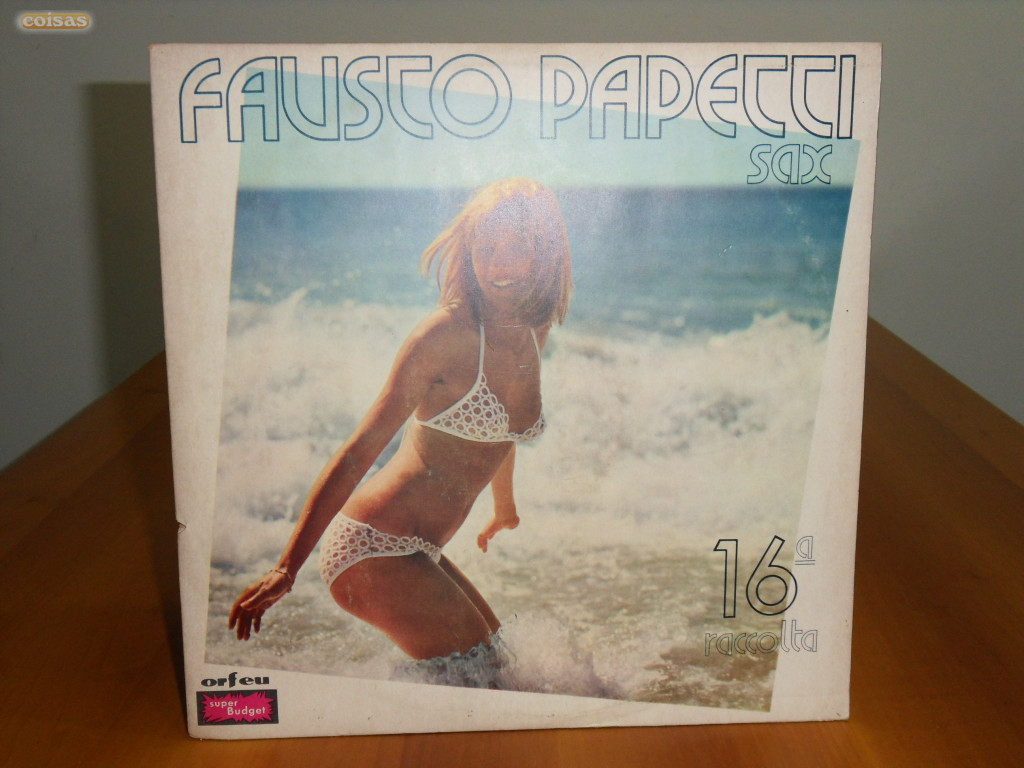 coisas
FAUSTO PAPETTI
sax
16ª
raccolta
orfeu
super
Budget